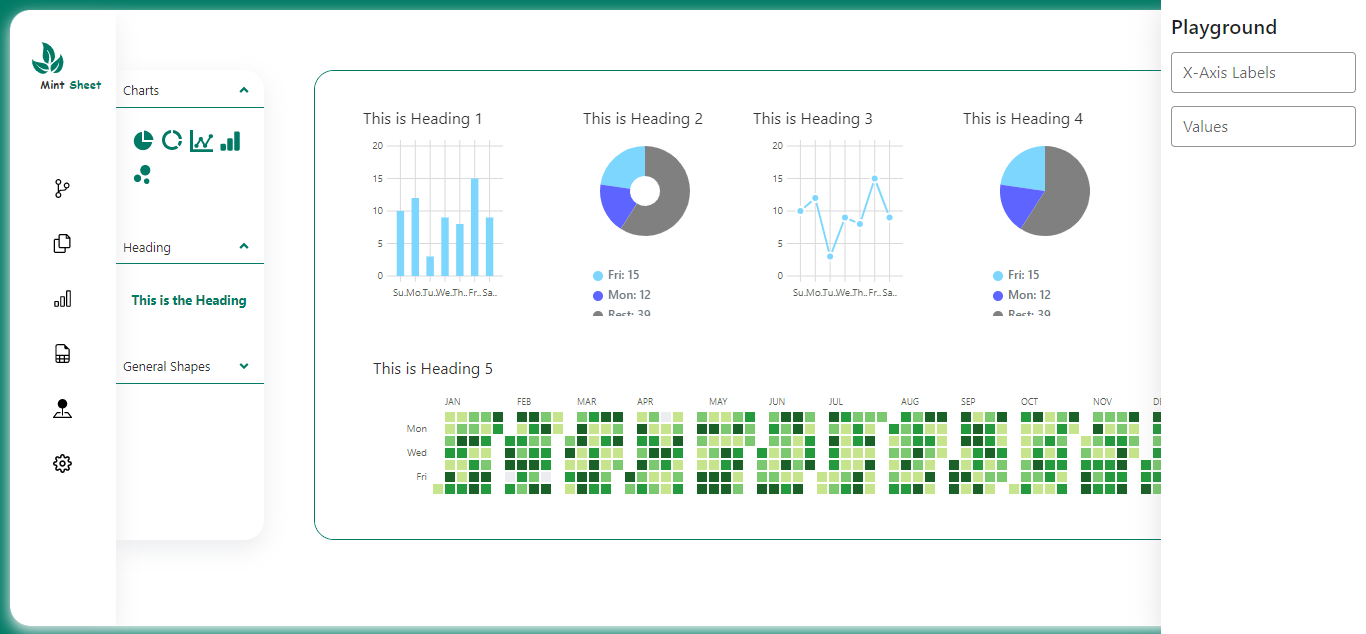 Playground
X-Axis Labels
Values
Mint Sheet
Charts
Heading
This is the Heading
General Shapes
This is Heading 1
20
15
10
5
0
Su.. Mo.. Tu.. We.. Th.. Fr.. Sa..
This is Heading 2
Fri: 15
Mon: 12
Rest: 39
This is Heading 3
20
15
10
5
0
Su.. Mo.. Tu.. We.. Th.. Fr.. Sa..
This is Heading 4
Fri: 15
Mon: 12
Rest: 39
This is Heading 5
JAN FEB MAR APR MAY JUN JUL AUG SEP OCT NOV
Mon
Wed
Fri